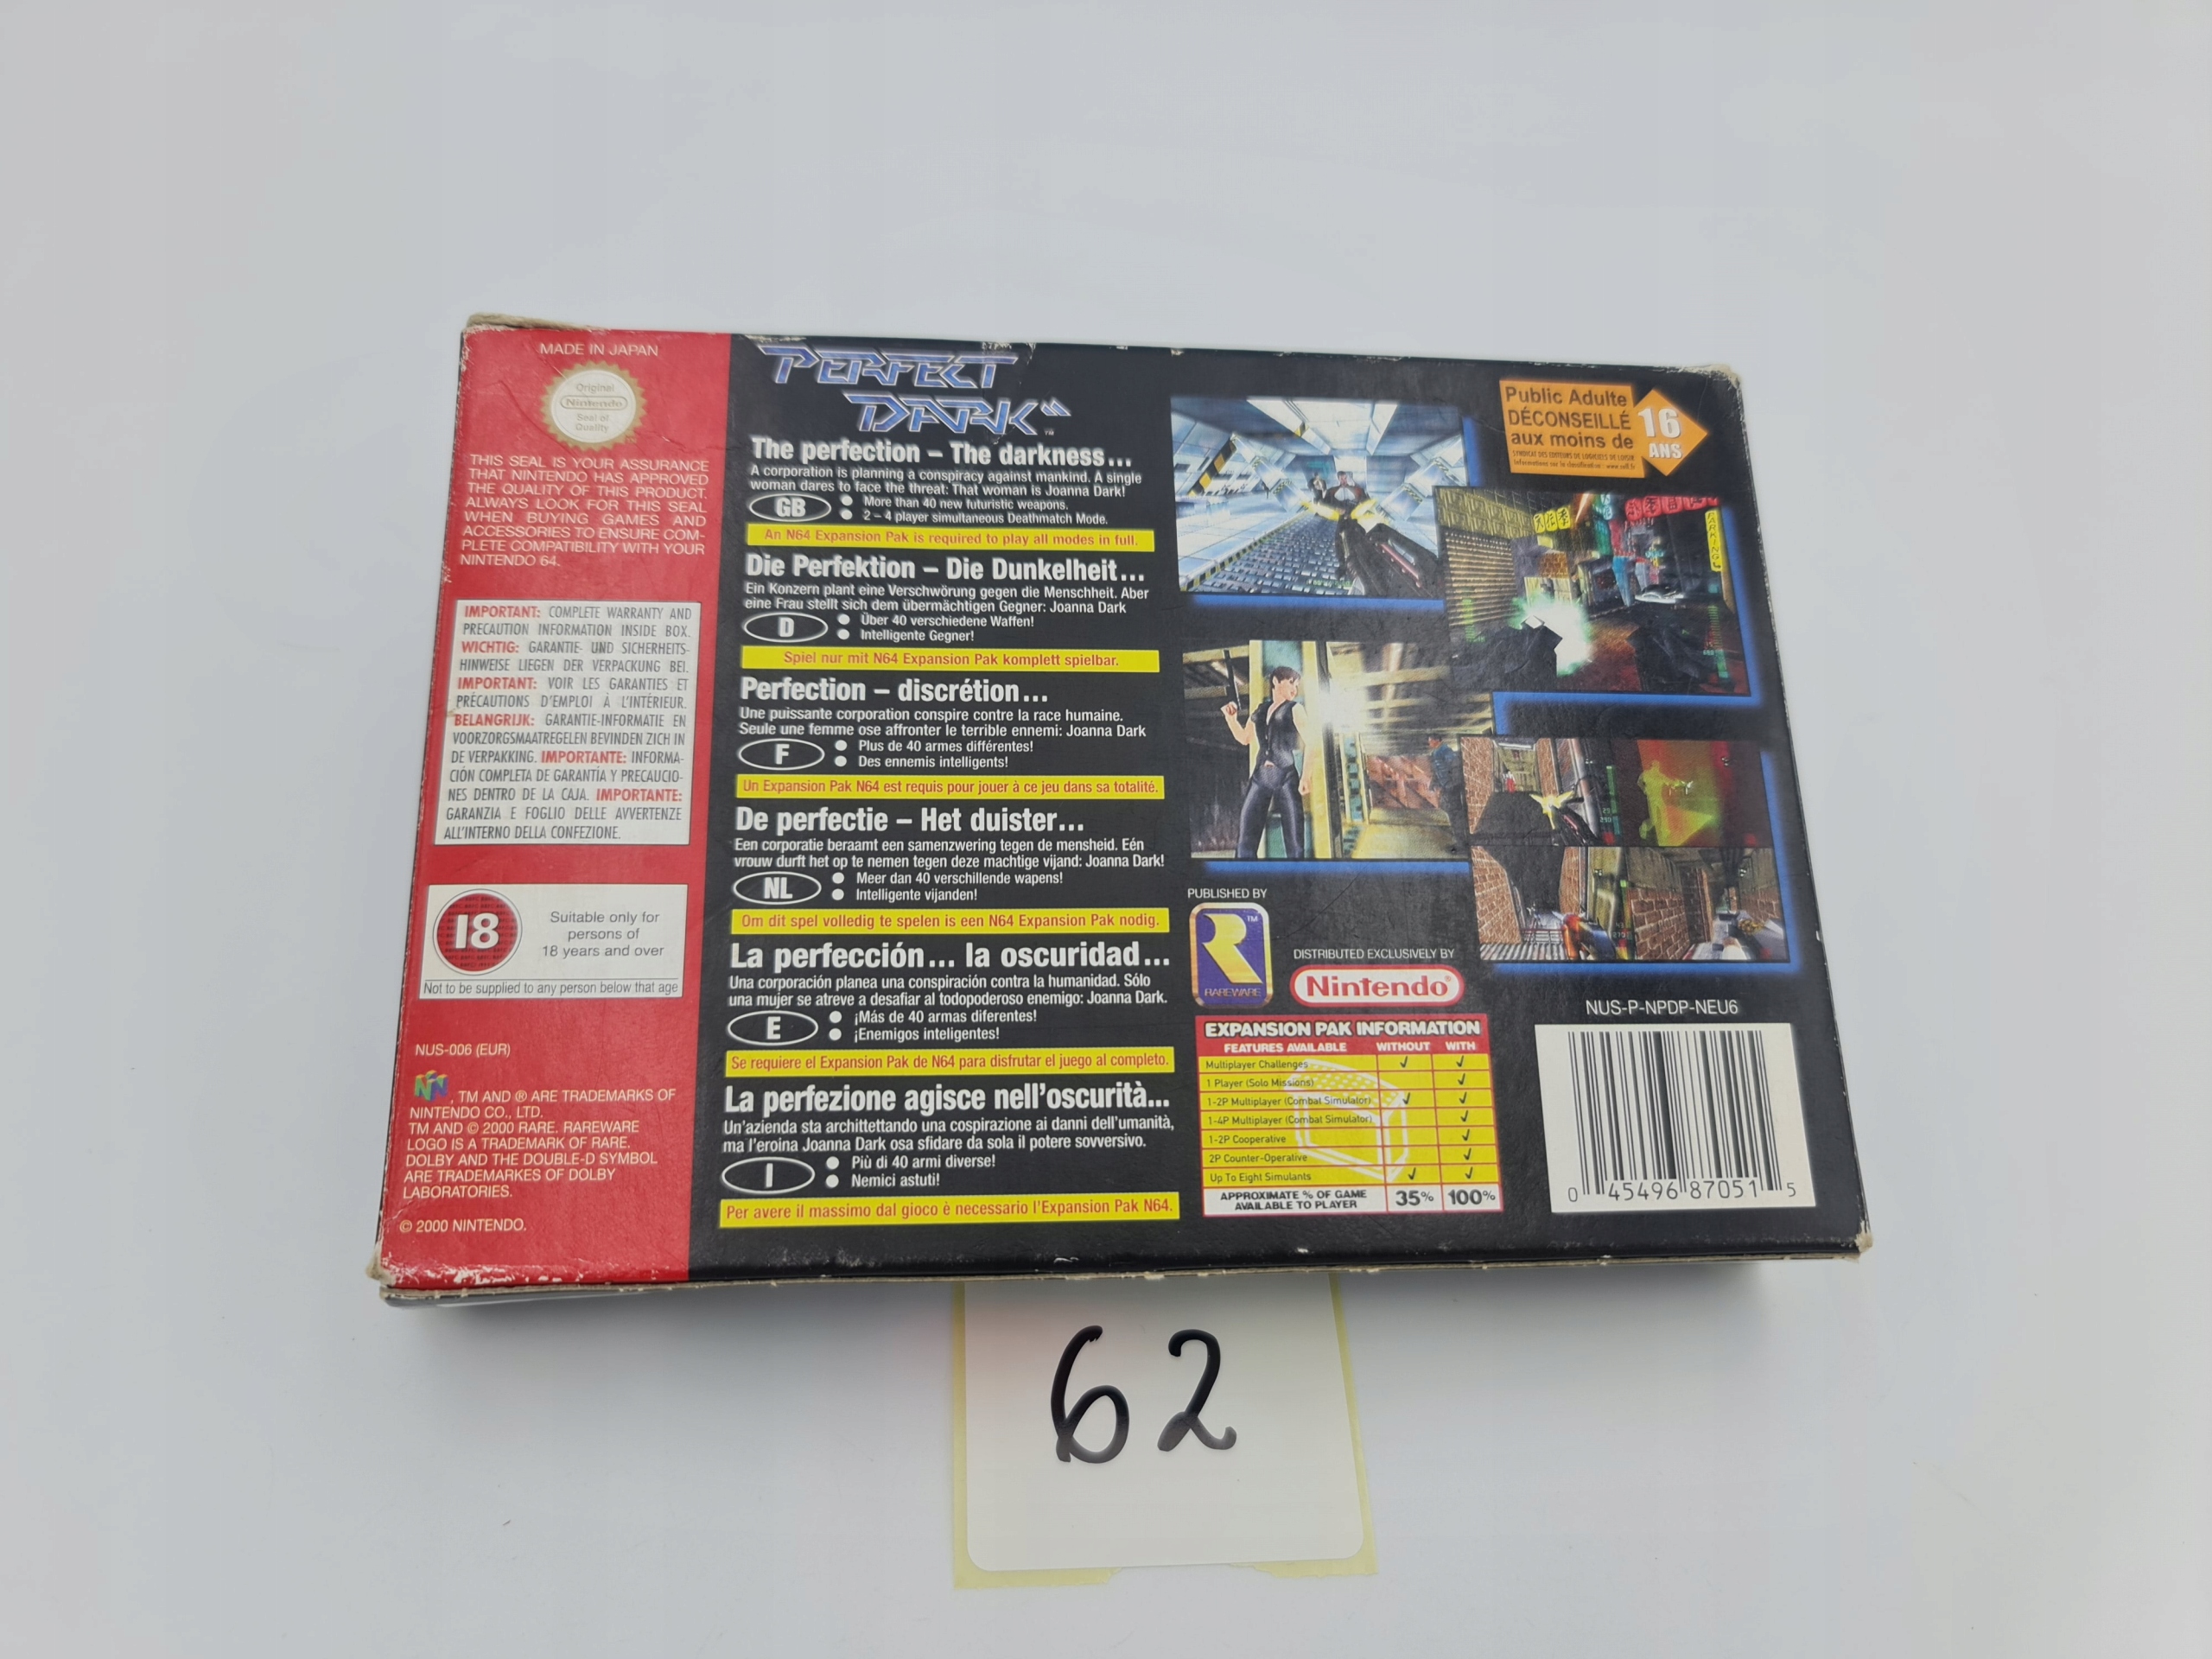 MADE IN JAPAN
Original
Nintendo
Seal of
Quality
THIS SEAL IS YOUR ASSURANCE
THAT NINTENDO HAS APPROVED
THE QUALITY OF THIS PRODUCT.
ALWAYS LOOK FOR THIS SEAL
WHEN BUYING GAMES AND
ACCESSORIES TO ENSURE COM-
PLETE COMPATIBILITY WITH YOUR
NINTENDO 64.
IMPORTANT: COMPLETE WARRANTY AND
PRECAUTION INFORMATION INSIDE BOX.
WICHTIG: GARANTIE- UND SICHERHEITS-
HINWEISE LIEGEN DER VERPACKUNG BEI.
IMPORTANT: VOIR LES GARANTIES ET
PRÉCAUTIONS D'EMPLOI À L'INTÉRIEUR.
BELANGRIJK: GARANTIE-INFORMATIE EN
VOORZORGSMAATREGELEN BEVINDEN ZICH IN
DE VERPAKKING. IMPORTANTE: INFORMA-
CIÓN COMPLETA DE GARANTÍA Y PRECAUCIO-
NES DENTRO DE LA CAJA. IMPORTANTE:
GARANZIA E FOGLIO DELLE AVVERTENZE
ALL'INTERNO DELLA CONFEZIONE.
18
Suitable only for
persons of
18 years and over
Not to be supplied to any person below that age
NUS-006 (EUR)
, TM AND ® ARE TRADEMARKS OF
NINTENDO CO., LTD.
TM AND © 2000 RARE. RAREWARE
LOGO IS A TRADEMARK OF RARE.
DOLBY AND THE DOUBLE-D SYMBOL
ARE TRADEMARKS OF DOLBY
LABORATORIES.
© 2000 NINTENDO.
PERFECT
DARK
TM
The perfection – The darkness...
A corporation is planning a conspiracy against mankind. A single
woman dares to face the threat: That woman is Joanna Dark!
GB
● More than 40 new futuristic weapons.
● 2 – 4 player simultaneous Deathmatch Mode.
An N64 Expansion Pak is required to play all modes in full.
Die Perfektion – Die Dunkelheit...
Ein Konzern plant eine Verschwörung gegen die Menschheit. Aber
eine Frau stellt sich dem übermächtigen Gegner: Joanna Dark
D
● Über 40 verschiedene Waffen!
● Intelligente Gegner!
Spiel nur mit N64 Expansion Pak komplett spielbar.
Perfection – discrétion...
Une puissante corporation conspire contre la race humaine.
Seule une femme ose affronter le terrible ennemi: Joanna Dark
F
● Plus de 40 armes différentes!
● Des ennemis intelligents!
Un Expansion Pak N64 est requis pour jouer à ce jeu dans sa totalité.
De perfectie – Het duister...
Een corporatie beraamt een samenzwering tegen de mensheid. Eén
vrouw durft het op te nemen tegen deze machtige vijand: Joanna Dark!
NL
● Meer dan 40 verschillende wapens!
● Intelligente vijanden!
Om dit spel volledig te spelen is een N64 Expansion Pak nodig.
La perfección... la oscuridad...
Una corporación planea una conspiración contra la humanidad. Sólo
una mujer se atreve a desafiar al todopoderoso enemigo: Joanna Dark.
E
● ¡Más de 40 armas diferentes!
● ¡Enemigos inteligentes!
Se requiere el Expansion Pak de N64 para disfrutar el juego al completo.
La perfezione agisce nell'oscurità...
Un'azienda sta archittettando una cospirazione ai danni dell'umanità,
ma l'eroina Joanna Dark osa sfidare da sola il potere sovversivo.
I
● Più di 40 armi diverse!
● Nemici astuti!
Per avere il massimo dal gioco è necessario l'Expansion Pak N64.
Public Adulte
DÉCONSEILLÉ
aux moins de
16
ANS
SYNDICAT DES EDITEURS DE LOGICIELS DE LOISIR
PARKING
PUBLISHED BY
R
TM
RAREWARE
DISTRIBUTED EXCLUSIVELY BY
Nintendo®
EXPANSION PAK INFORMATION
FEATURES AVAILABLE WITHOUT WITH
Multiplayer Challenges ✓ ✓
1 Player (Solo Missions) ✓
1-2P Multiplayer (Combat Simulator) ✓ ✓
1-4P Multiplayer (Combat Simulator) ✓
1-2P Cooperative ✓
2P Counter-Operative ✓
Up To Eight Simulants ✓ ✓
APPROXIMATE % OF GAME
AVAILABLE TO PLAYER 35% 100%
NUS-P-NPDP-NEU6
0 45496 87051 5
62